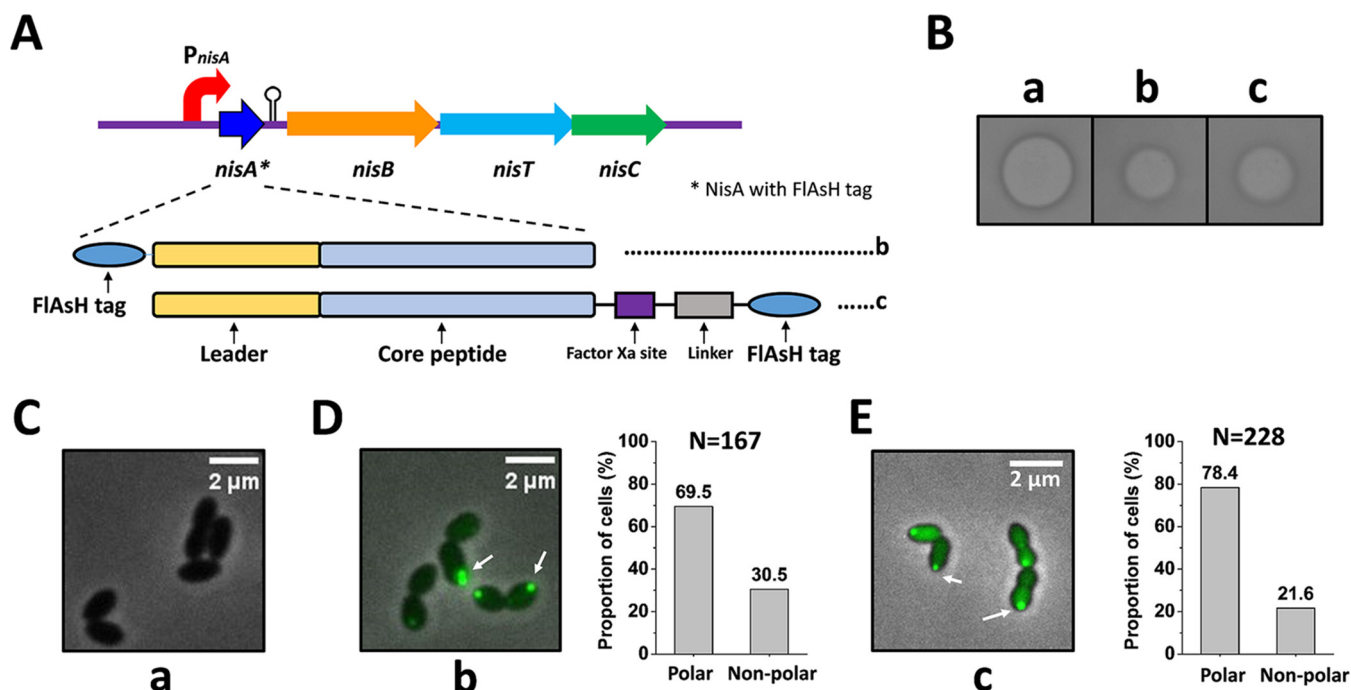 A
PnisA
nisA*
nisB
nisT
nisC
* NisA with FlAsH tag
b
FlAsH tag
c
Leader
Core peptide
Factor Xa site
Linker
FlAsH tag
B
a
b
c
C
2 μm
a
D
2 μm
b
N=167
Proportion of cells (%)
100
80
60
40
20
0
69.5
30.5
Polar
Non-polar
E
2 μm
c
N=228
Proportion of cells (%)
100
80
60
40
20
0
78.4
21.6
Polar
Non-polar